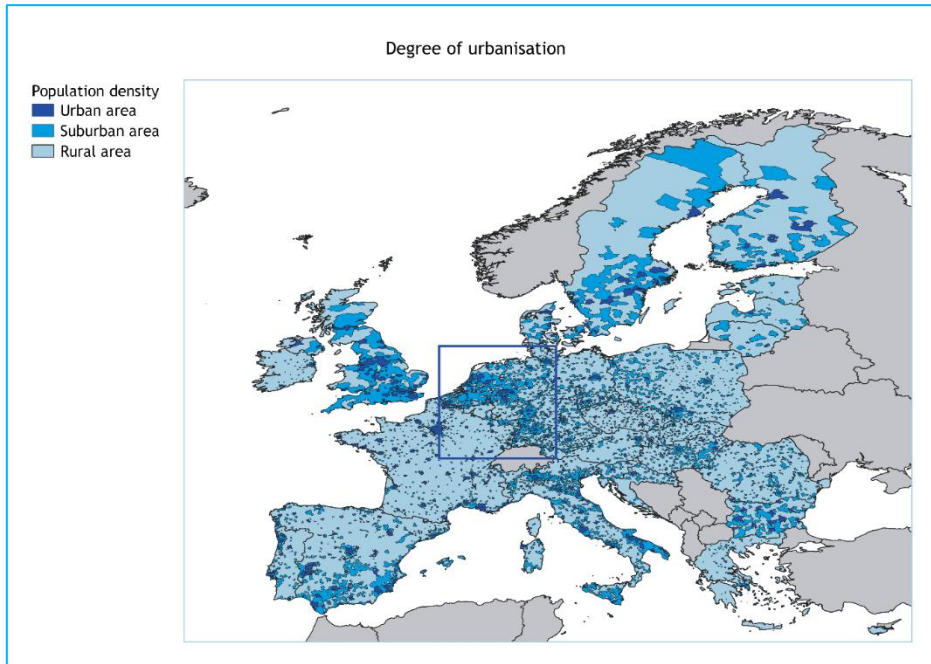 Degree of urbanisation
Population density
Urban area
Suburban area
Rural area